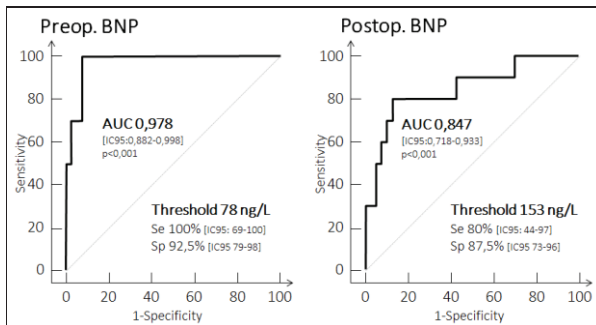 Preop. BNP
100
80
60
40
20
0
Sensitivity
AUC 0,978
[IC95:0,882-0,998]
p<0,001
Threshold 78 ng/L
Se 100% [IC95: 69-100]
Sp 92,5% [IC95 79-98]
0 20 40 60 80 100
1-Specificity
Postop. BNP
100
80
60
40
20
0
Sensitivity
AUC 0,847
[IC95:0,718-0,933]
p<0,001
Threshold 153 ng/L
Se 80% [IC95: 44-97]
Sp 87,5% [IC95 73-96]
0 20 40 60 80 100
1-Specificity